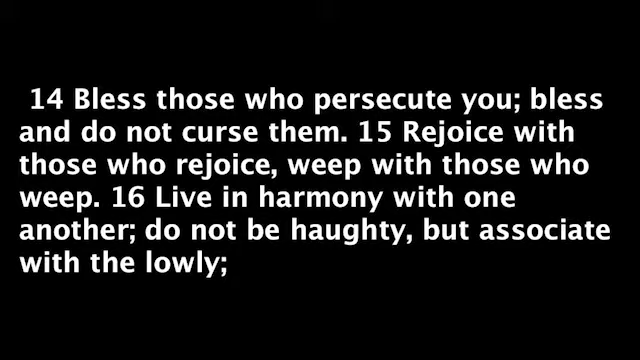 14 Bless those who persecute you; bless
and do not curse them. 15 Rejoice with
those who rejoice, weep with those who
weep. 16 Live in harmony with one
another; do not be haughty, but associate
with the lowly;